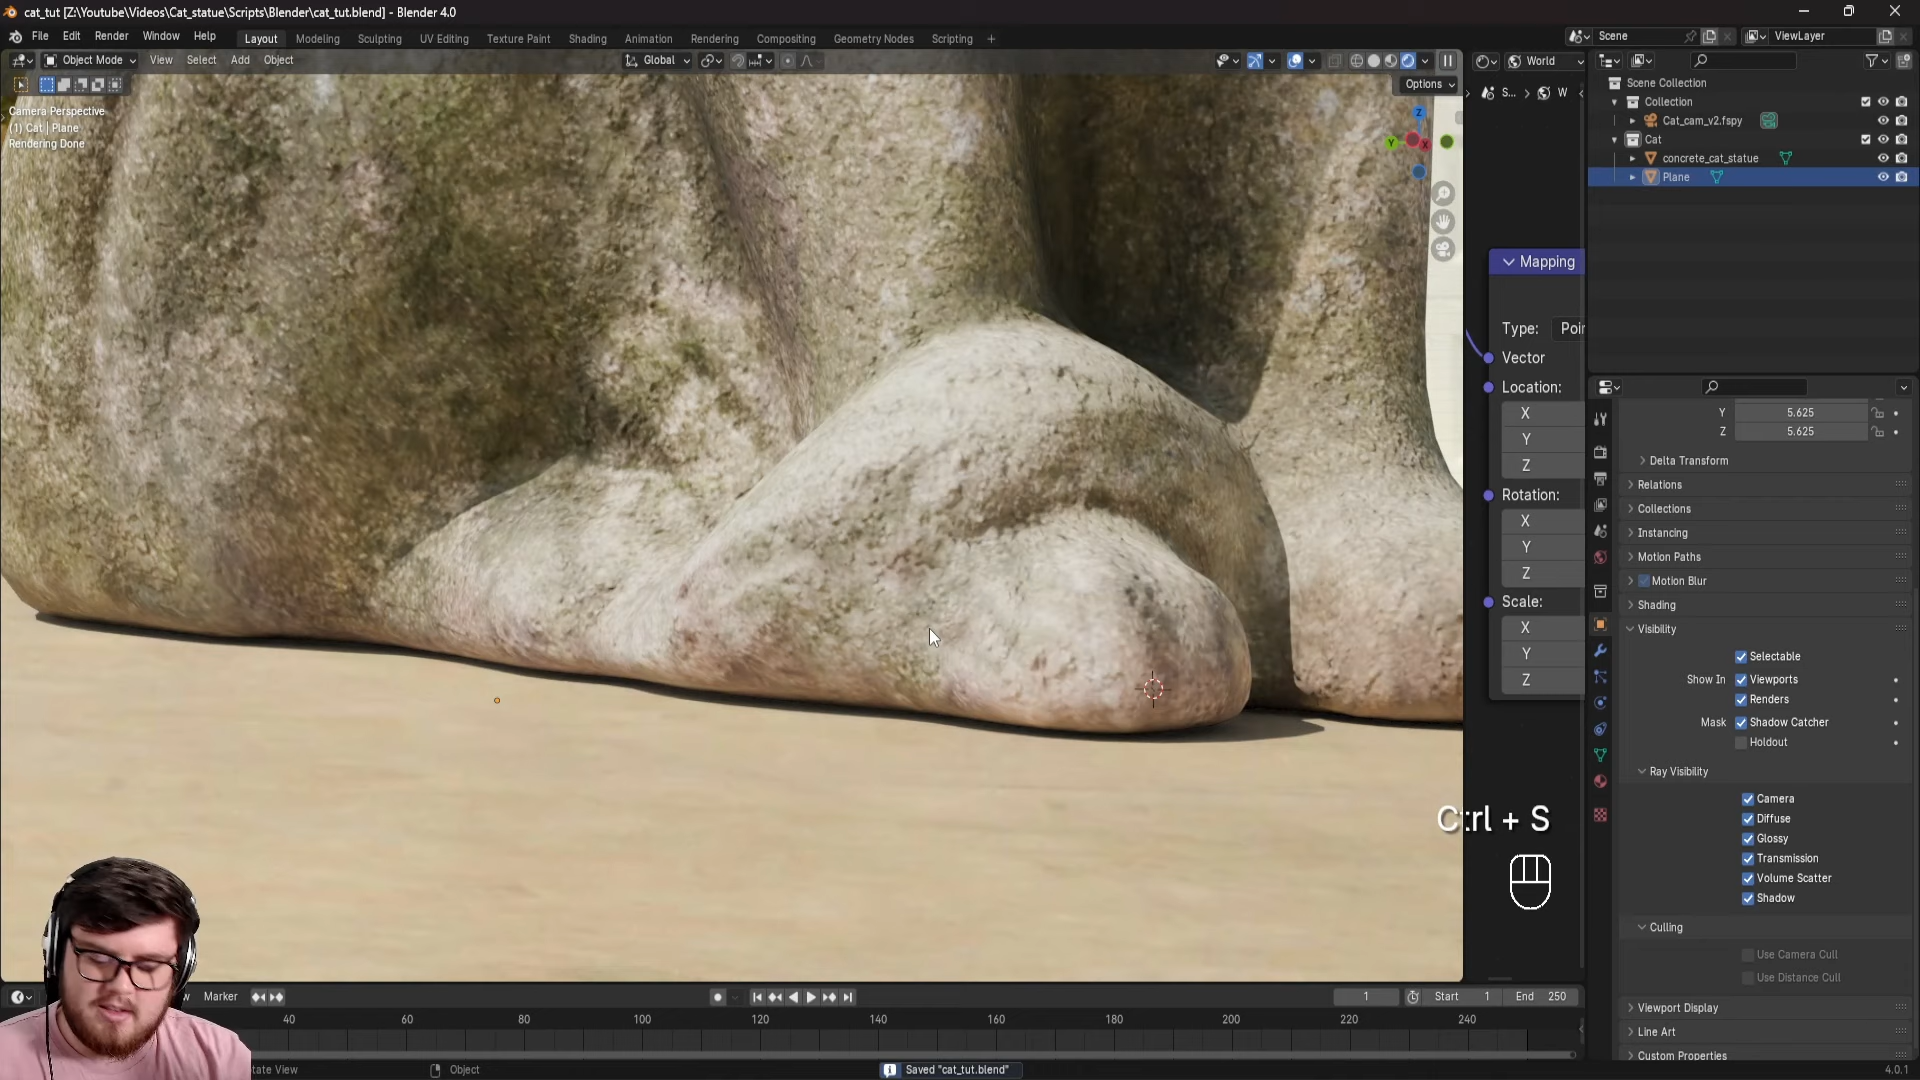 cat_tut [Z:\Youtube\Videos\Cat_statue\Scripts\Blender\cat_tut.blend] - Blender 4.0
File Edit Render Window Help Layout Modeling Sculpting UV Editing Texture Paint Shading Animation Rendering Compositing Geometry Nodes Scripting + Scene ViewLayer
Object Mode View Select Add Object Global World
Options S... > W
Camera Perspective
(1) Cat | Plane
Rendering Done
Z
Y
X
Scene Collection
Collection
Cat_cam_v2.fspy
Cat
concrete_cat_statue
Plane
Mapping
Type: Poin
Vector
Location:
X
Y
Z
Rotation:
X
Y
Z
Scale:
X
Y
Z
Y 5.625
Z 5.625
Delta Transform
Relations
Collections
Instancing
Motion Paths
Motion Blur
Shading
Visibility
Selectable
Show In Viewports
Renders
Mask Shadow Catcher
Holdout
Ray Visibility
Camera
Diffuse
Glossy
Transmission
Volume Scatter
Shadow
Culling
Use Camera Cull
Use Distance Cull
Viewport Display
Line Art
Custom Properties
Ctrl + S
Marker 1 Start 1 End 250
40 60 80 100 120 140 160 180 200 220 240
tate View Object Saved "cat_tut.blend" 4.0.1